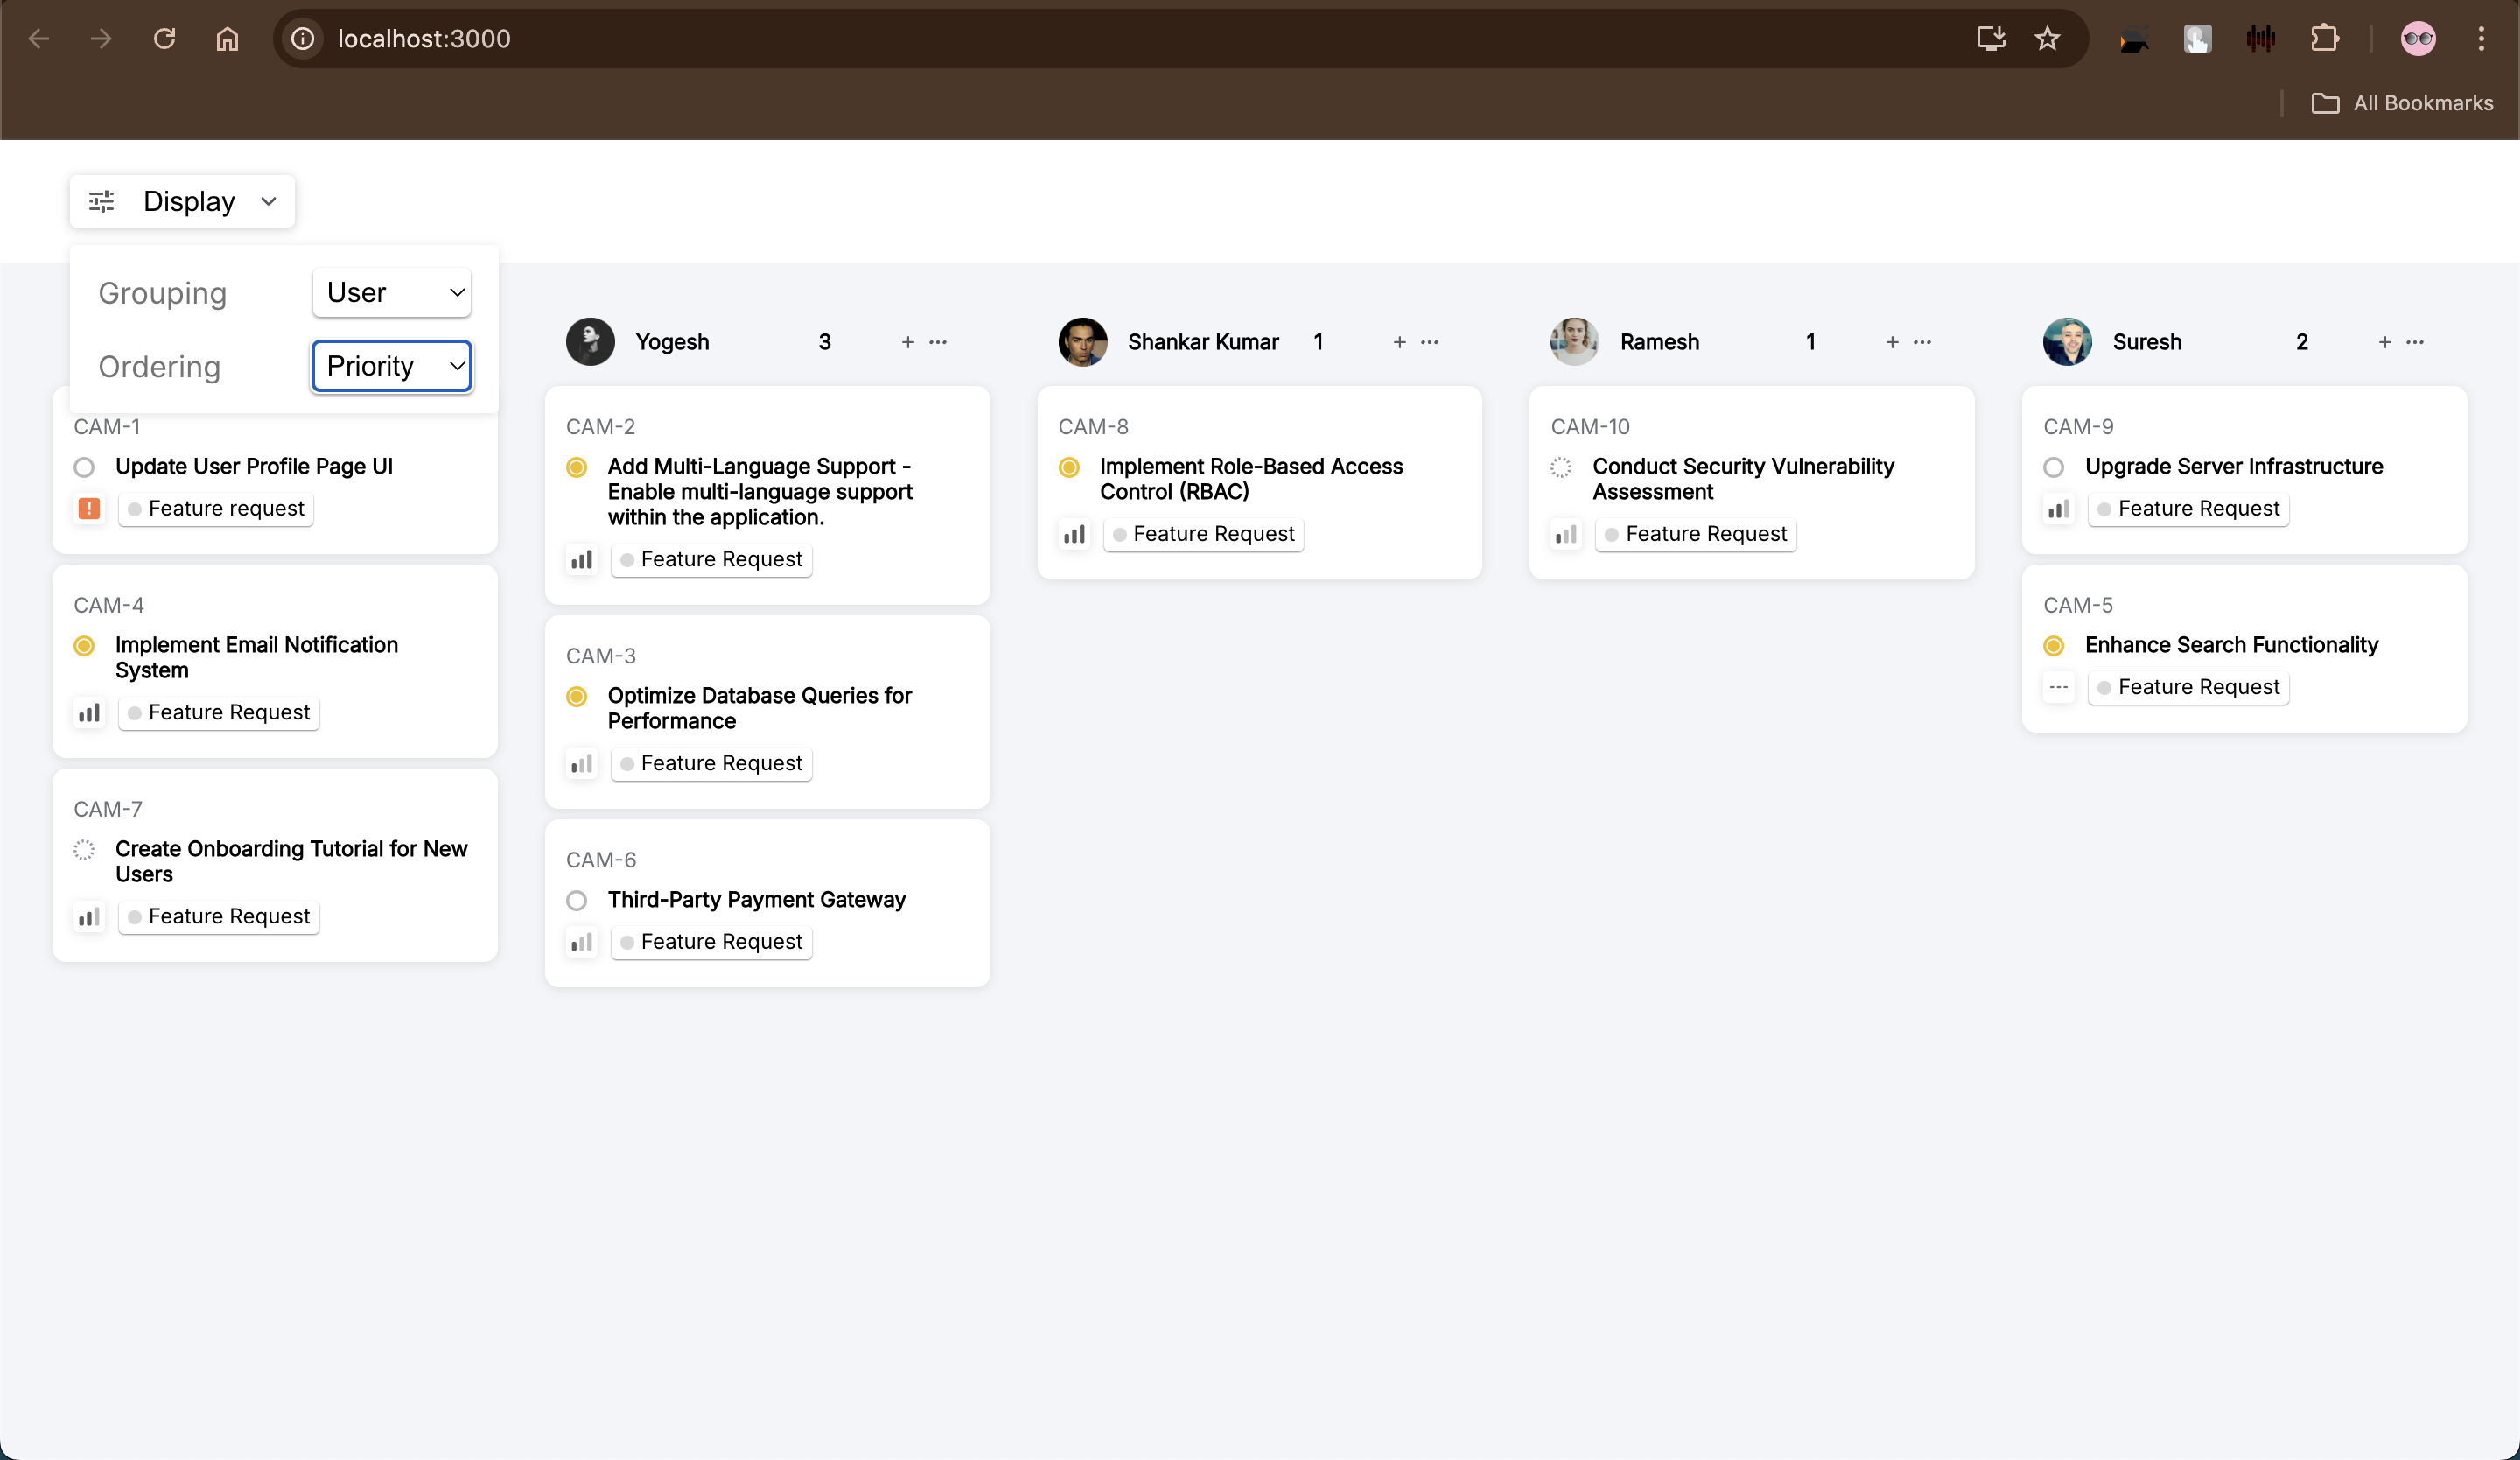 localhost:3000
All Bookmarks
Display
Grouping
User
Ordering
Priority
CAM-1
Update User Profile Page UI
Feature request
CAM-4
Implement Email Notification
System
Feature Request
CAM-7
Create Onboarding Tutorial for New
Users
Feature Request
Yogesh 3
CAM-2
Add Multi-Language Support -
Enable multi-language support
within the application.
Feature Request
CAM-3
Optimize Database Queries for
Performance
Feature Request
CAM-6
Third-Party Payment Gateway
Feature Request
Shankar Kumar 1
CAM-8
Implement Role-Based Access
Control (RBAC)
Feature Request
Ramesh 1
CAM-10
Conduct Security Vulnerability
Assessment
Feature Request
Suresh 2
CAM-9
Upgrade Server Infrastructure
Feature Request
CAM-5
Enhance Search Functionality
Feature Request